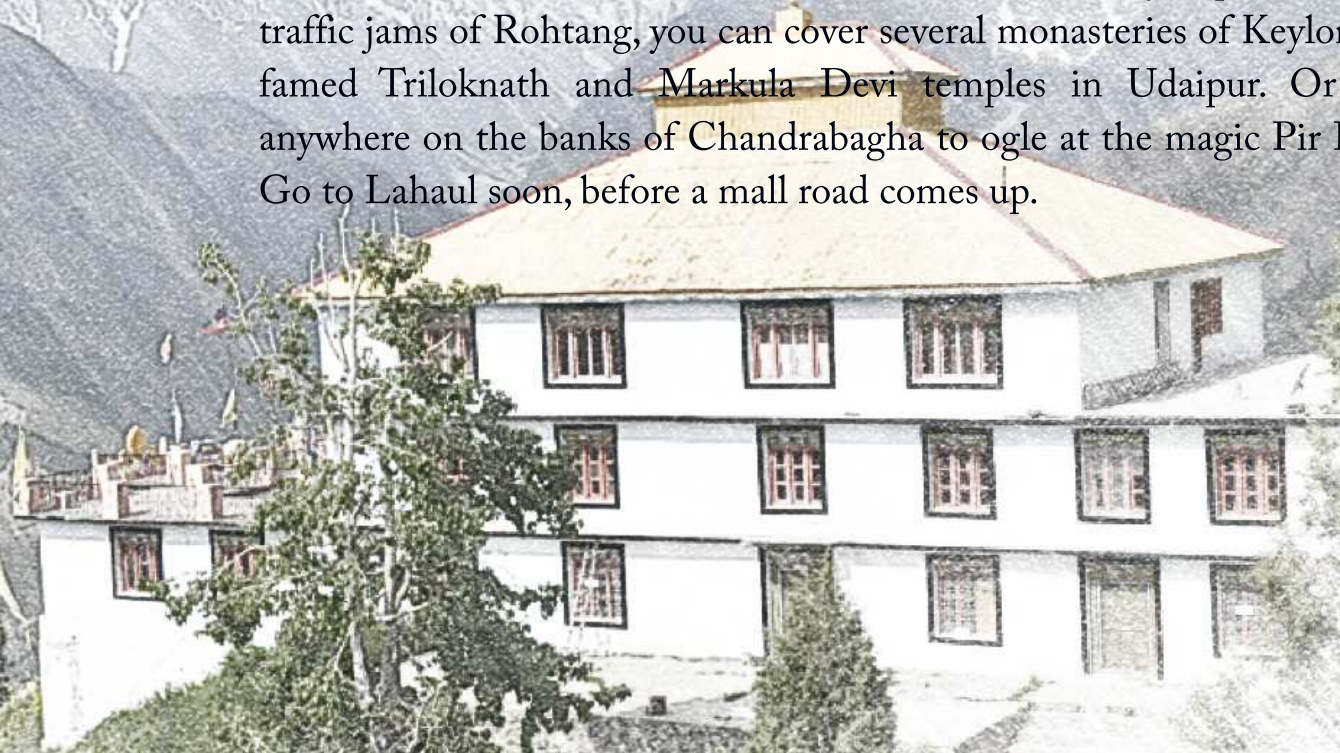 traffic jams of Rohtang, you can cover several monasteries of
famed Triloknath and Markula Devi temples in Udaipur. Or
anywhere on the banks of Chandrabagha to ogle at the magic Pir
Go to Lahaul soon, before a mall road comes up.